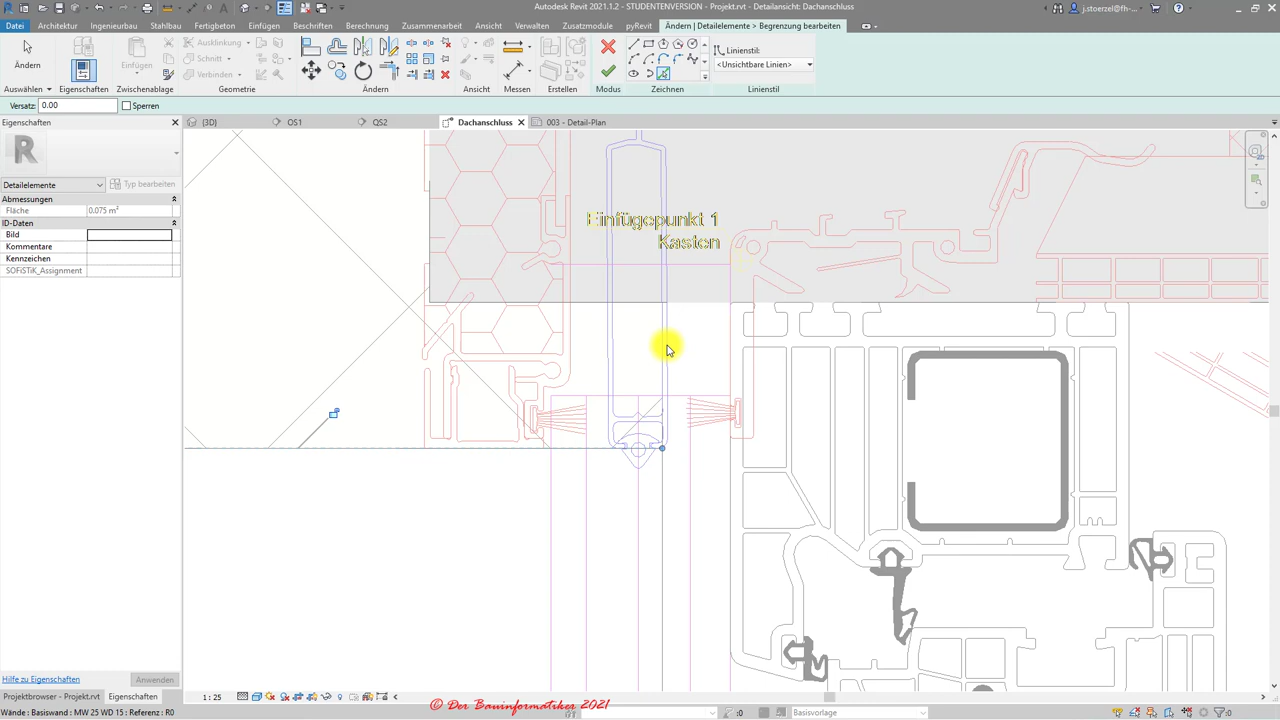 Autodesk Revit 2021.1.2 - STUDENTENVERSION - Projekt.rvt - Detailansicht: Dachanschluss
j.stoerzel@fh-...
Datei Architektur Ingenieurbau Stahlbau Fertigbeton Einfügen Beschriften Berechnung Zusammenarbeit Ansicht Verwalten Zusatzmodule pyRevit Ändern | Detailelemente > Begrenzung bearbeiten
Ändern Eigenschaften Einfügen
Ausklinkung
Schnitt
Verbinden
Linienstil:
<Unsichtbare Linien>
Auswählen Eigenschaften Zwischenablage Geometrie Ändern Ansicht Messen Erstellen Modus Zeichnen Linienstil
Versatz: 0.00 Sperren
Eigenschaften
{3D} OS1 QS2 Dachanschluss 003 - Detail-Plan
R
Detailelemente Typ bearbeiten
Abmessungen
Fläche 0.075 m²
ID-Daten
Bild
Kommentare
Kennzeichen
SOFiSTiK_Assignment
Einfügepunkt 1
Kasten
Hilfe zu Eigenschaften Anwenden
Projektbrowser - Projekt.rvt Eigenschaften
1 : 25
Wände : Basiswand : MW 25 WD 15 : Referenz : R0
© Der Bauinformatiker 2021
:0 Basisvorlage :0